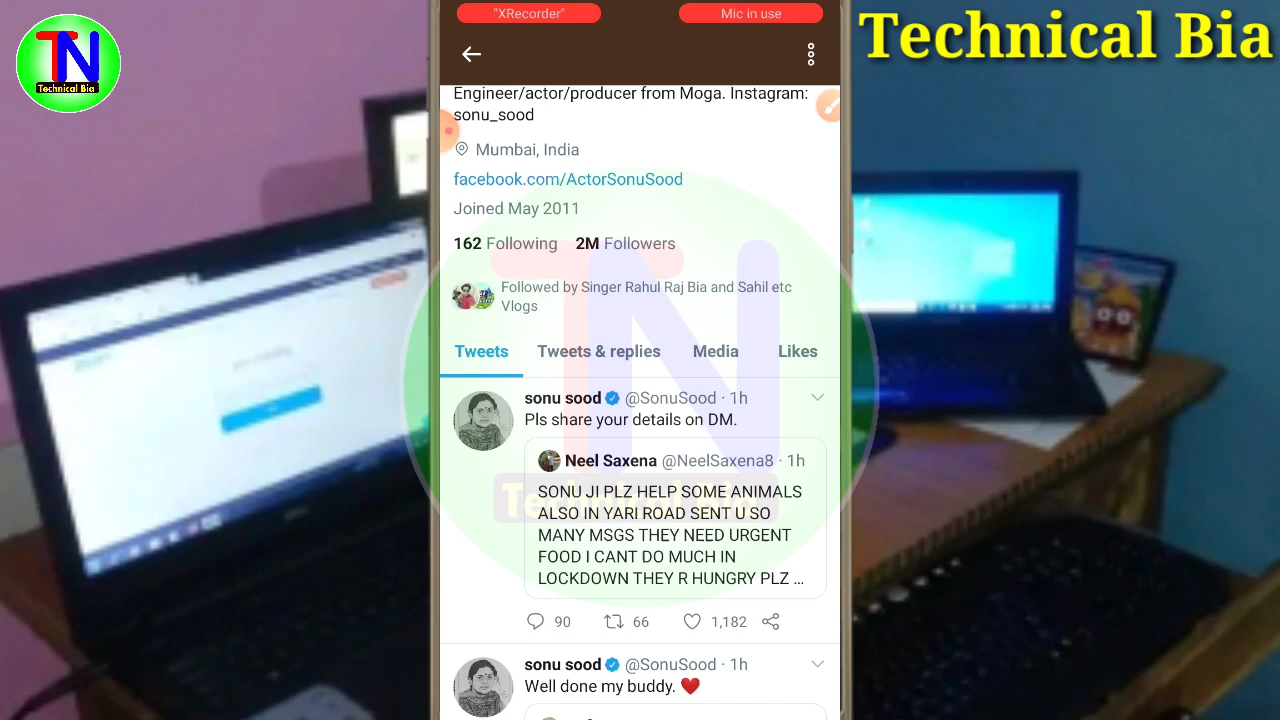 "XRecorder"
Mic in use
Technical Bia
TN
Technical Bia
Engineer/actor/producer from Moga. Instagram:
sonu_sood
Mumbai, India
facebook.com/ActorSonuSood
Joined May 2011
162 Following 2M Followers
Followed by Singer Rahul Raj Bia and Sahil etc
Vlogs
Tweets Tweets & replies Media Likes
sonu sood @SonuSood · 1h
Pls share your details on DM.
Neel Saxena @NeelSaxena8 · 1h
SONU JI PLZ HELP SOME ANIMALS
ALSO IN YARI ROAD SENT U SO
MANY MSGS THEY NEED URGENT
FOOD I CANT DO MUCH IN
LOCKDOWN THEY R HUNGRY PLZ ...
TN
Technical Bia
90 66 1,182
sonu sood @SonuSood · 1h
Well done my buddy. ❤️